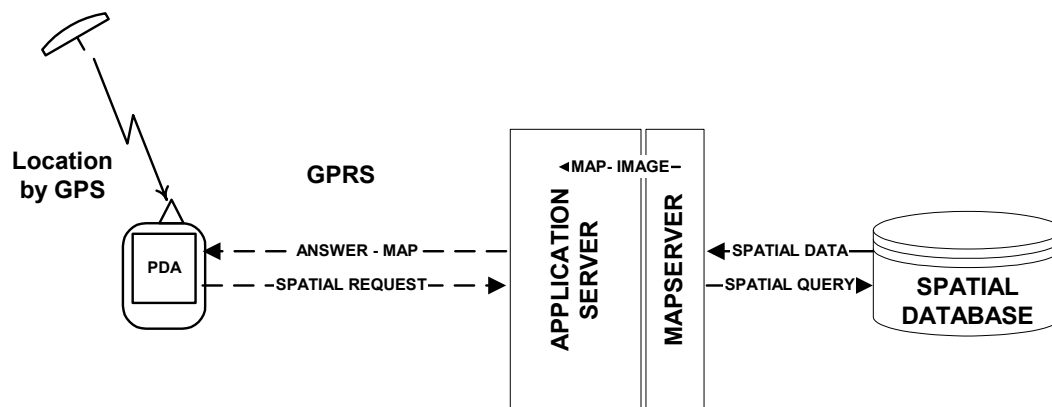 Location
by GPS
GPRS
PDA
ANSWER - MAP
SPATIAL REQUEST
APPLICATION
SERVER
MAP- IMAGE
MAPSERVER
SPATIAL DATA
SPATIAL QUERY
SPATIAL
DATABASE